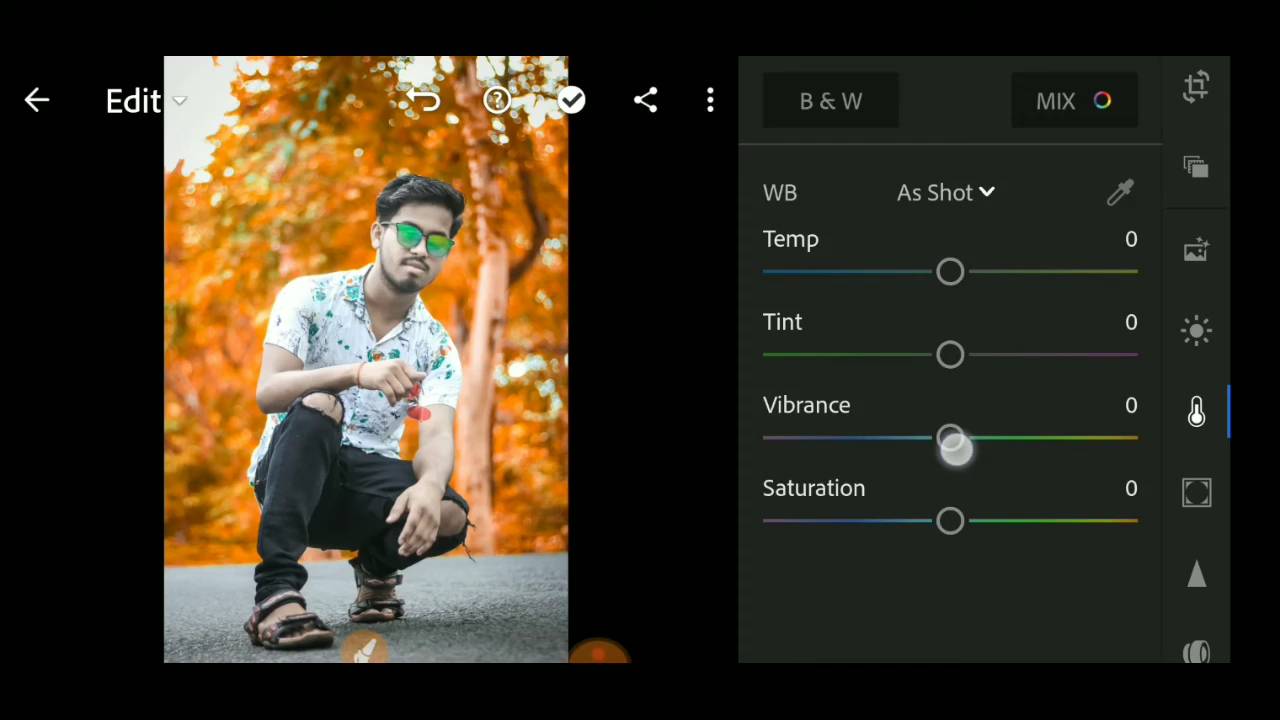 Edit
?
B & W
MIX
WB
As Shot
Temp
0
Tint
0
Vibrance
0
Saturation
0